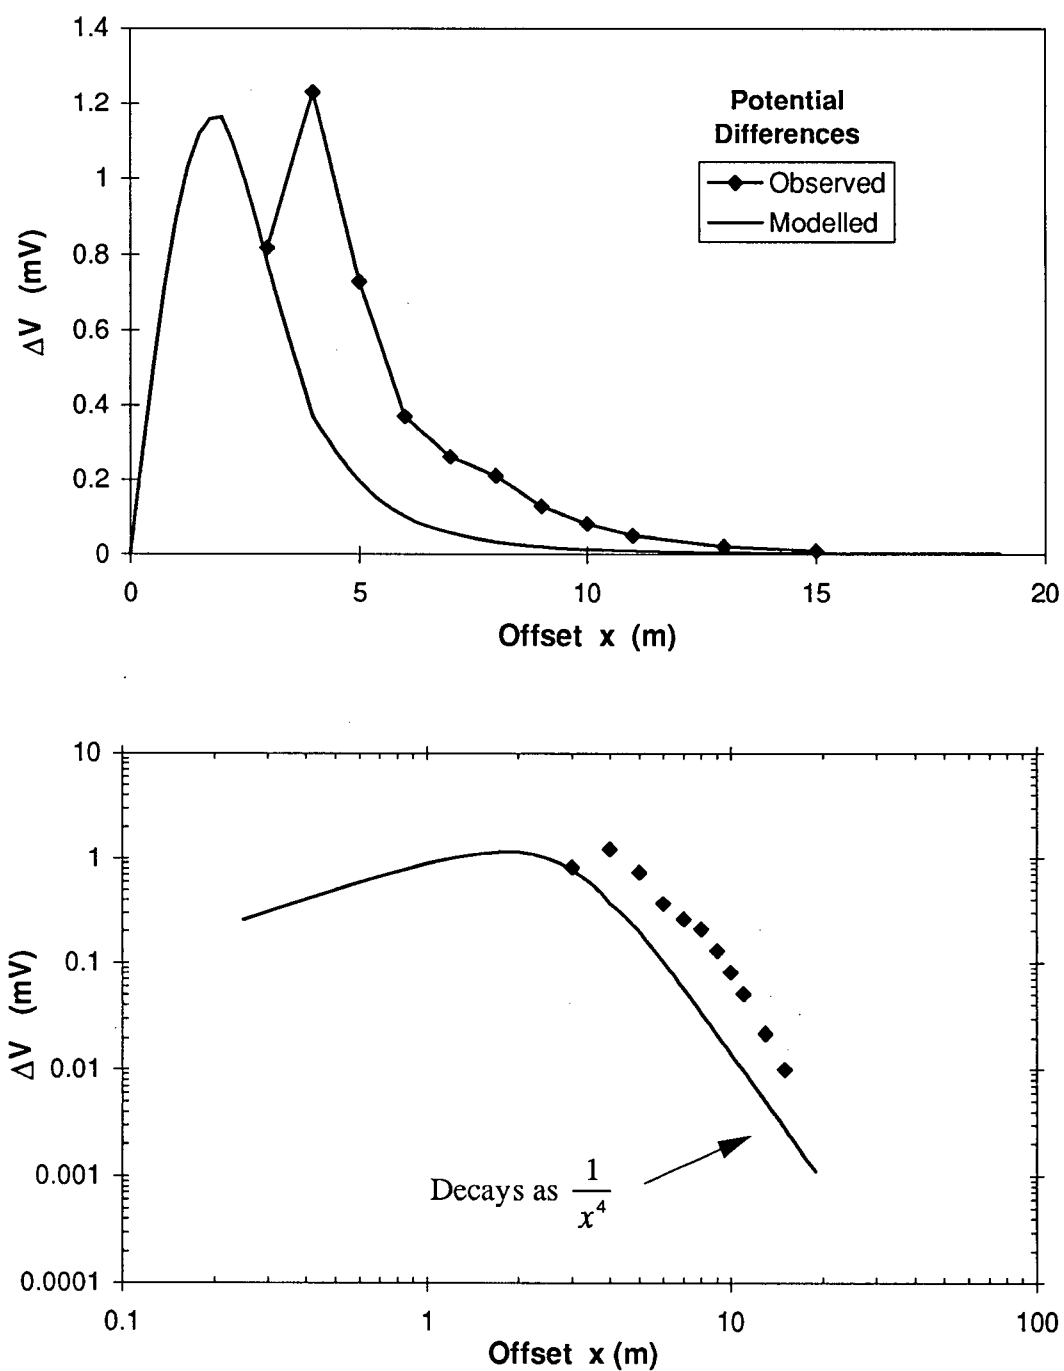 1.4
1.2
1
0.8
0.6
0.4
0.2
0
ΔV (mV)
Potential
Differences
Observed
Modelled
0 5 10 15 20
Offset x (m)
10
1
0.1
0.01
0.001
0.0001
ΔV (mV)
Decays as 1/x⁴
0.1 1 10 100
Offset x (m)